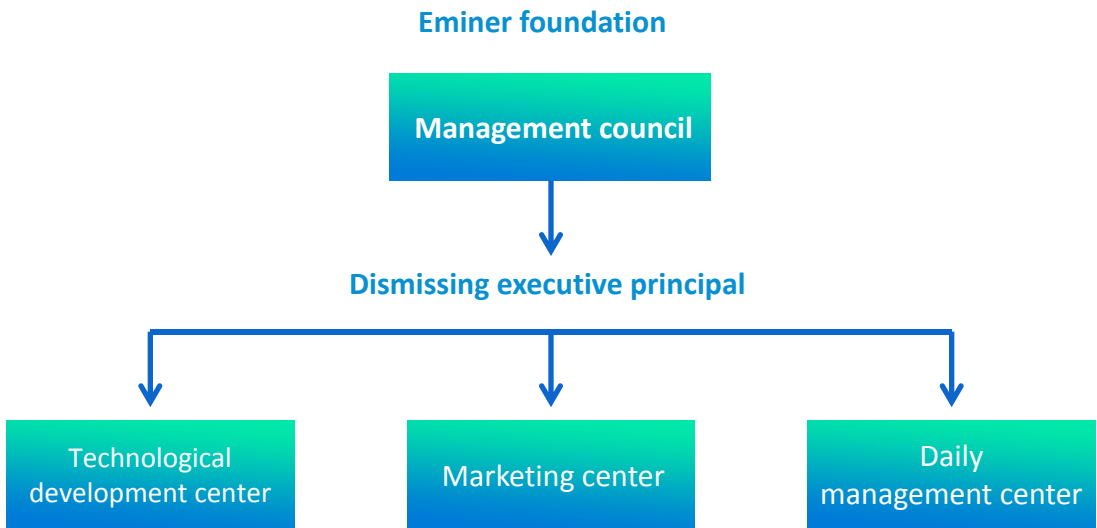 Eminer foundation
Management council
Dismissing executive principal
Technological
development center
Marketing center
Daily
management center